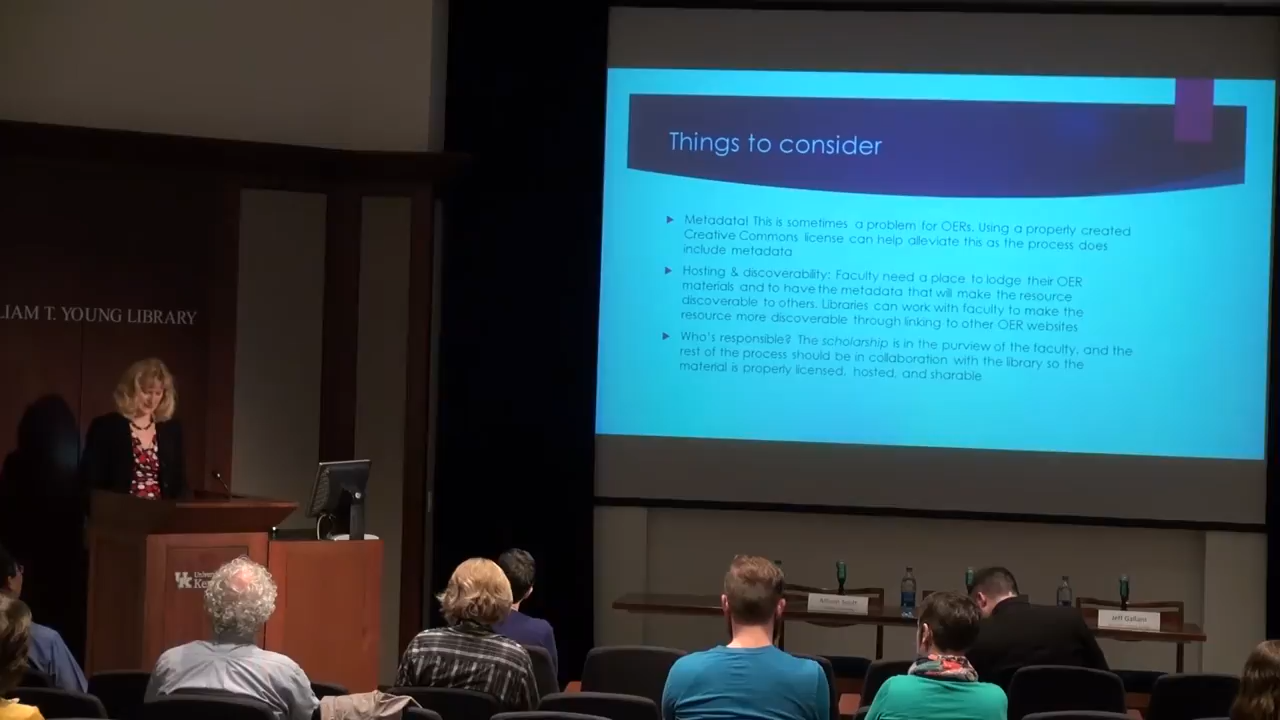 Things to consider
Metadata! This is sometimes a problem for OERs. Using a properly created
Creative Commons license can help alleviate this as the process does
include metadata
Hosting & discoverability: Faculty need a place to lodge their OER
materials and to have the metadata that will make the resource
discoverable to others. Libraries can work with faculty to make the
resource more discoverable through linking to other OER websites
Who's responsible? The scholarship is in the purview of the faculty, and the
rest of the process should be in collaboration with the library so the
material is properly licensed, hosted, and sharable
LIAM T. YOUNG LIBRARY
UK